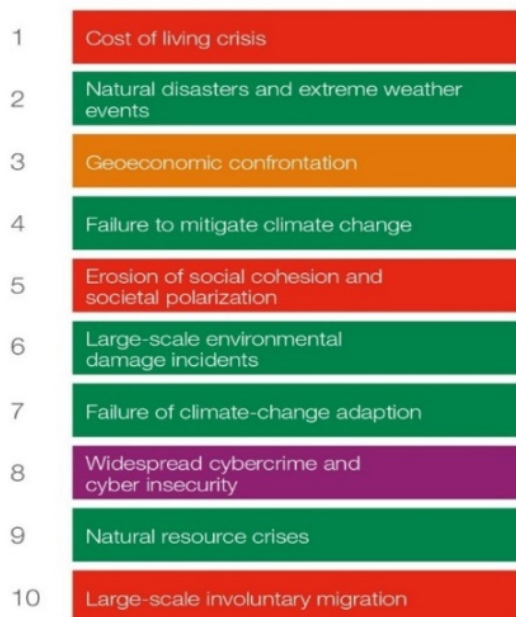 1
Cost of living crisis
2
Natural disasters and extreme weather
events
3
Geoeconomic confrontation
4
Failure to mitigate climate change
5
Erosion of social cohesion and
societal polarization
6
Large-scale environmental
damage incidents
7
Failure of climate-change adaption
8
Widespread cybercrime and
cyber insecurity
9
Natural resource crises
10
Large-scale involuntary migration